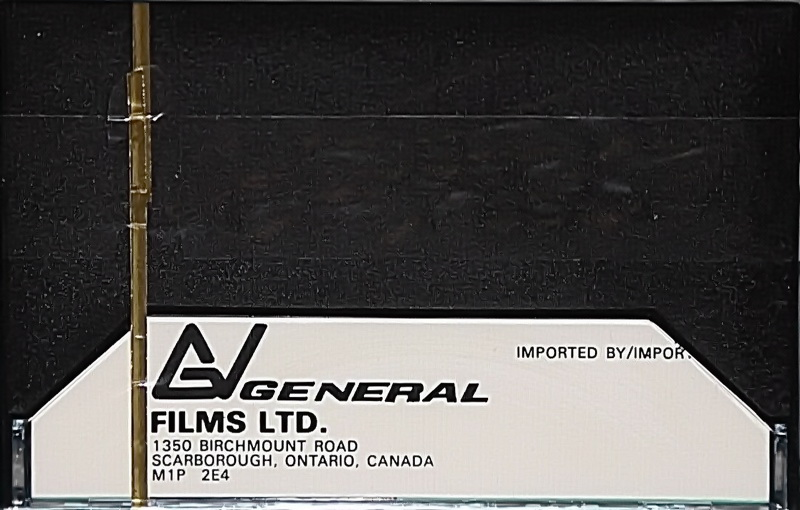 IMPORTED BY/IMPOR
GENERAL
FILMS LTD.
1350 BIRCHMOUNT ROAD
SCARBOROUGH, ONTARIO, CANADA
M1P 2E4